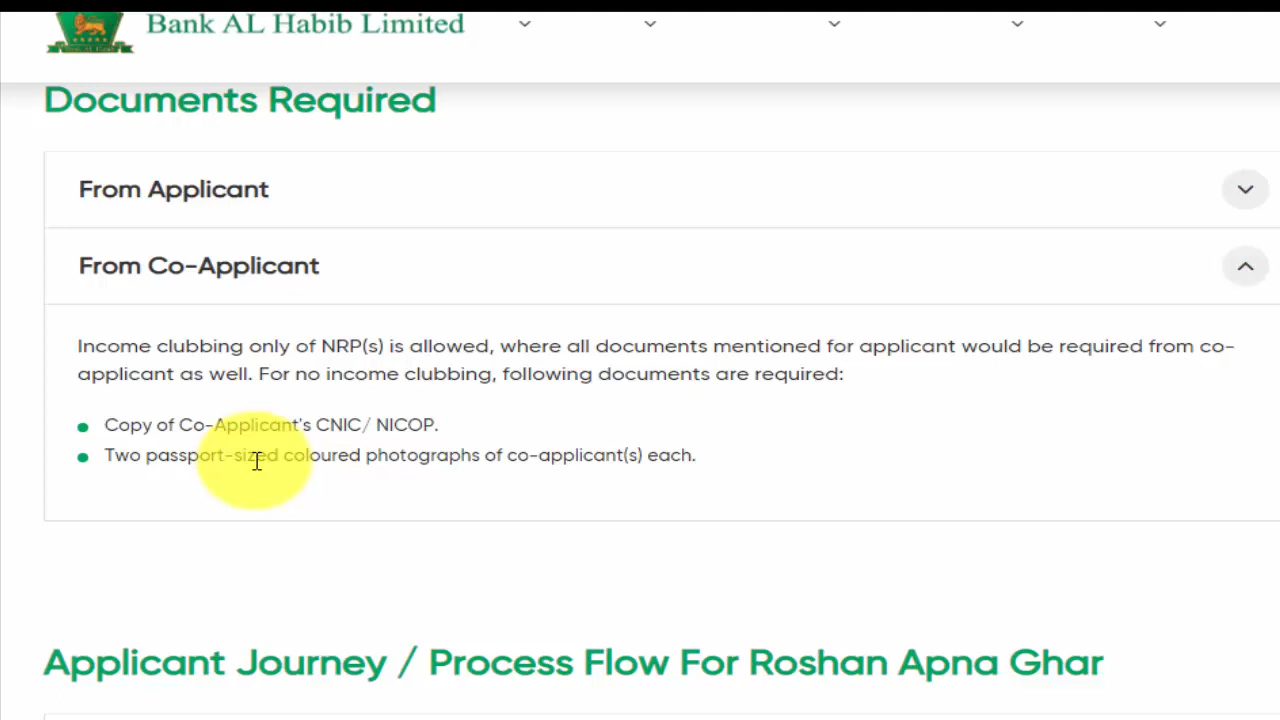 Bank AL Habib Limited
Documents Required
From Applicant
From Co-Applicant
Income clubbing only of NRP(s) is allowed, where all documents mentioned for applicant would be required from co-
applicant as well. For no income clubbing, following documents are required:
Copy of Co-Applicant's CNIC/ NICOP.
Two passport-sized coloured photographs of co-applicant(s) each.
Applicant Journey / Process Flow For Roshan Apna Ghar